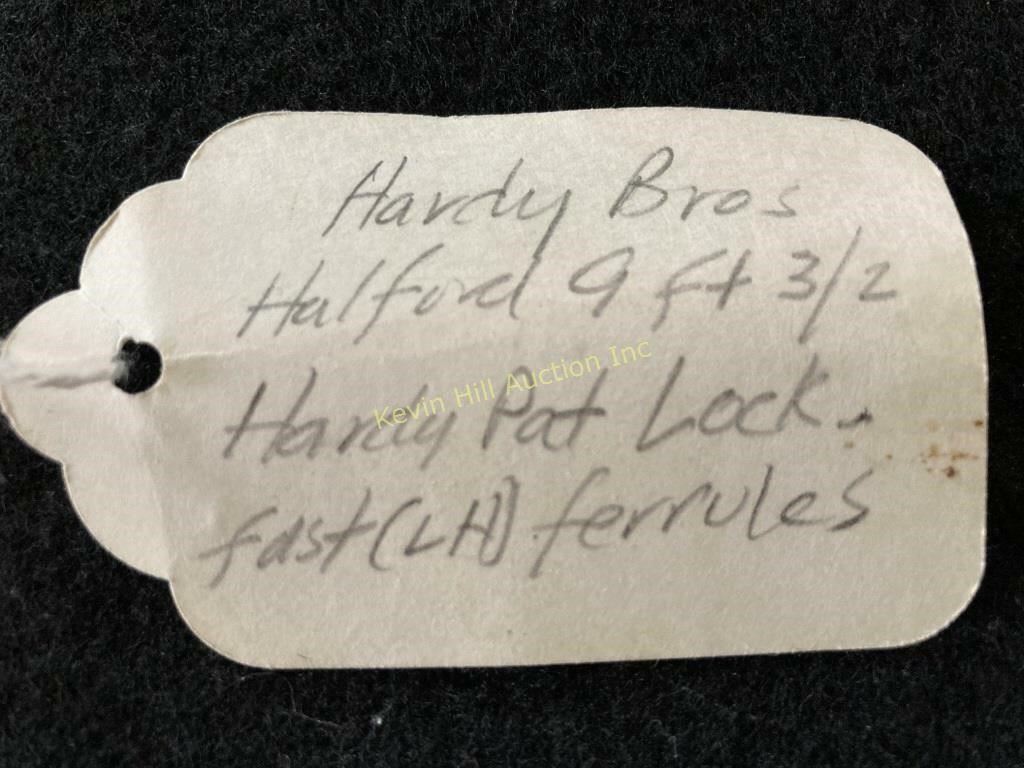 Hardy Bros
Halford 9 ft 3/2
Kevin Hill Auction Inc
Hardy Pat Lock.
fast (LH) ferrules